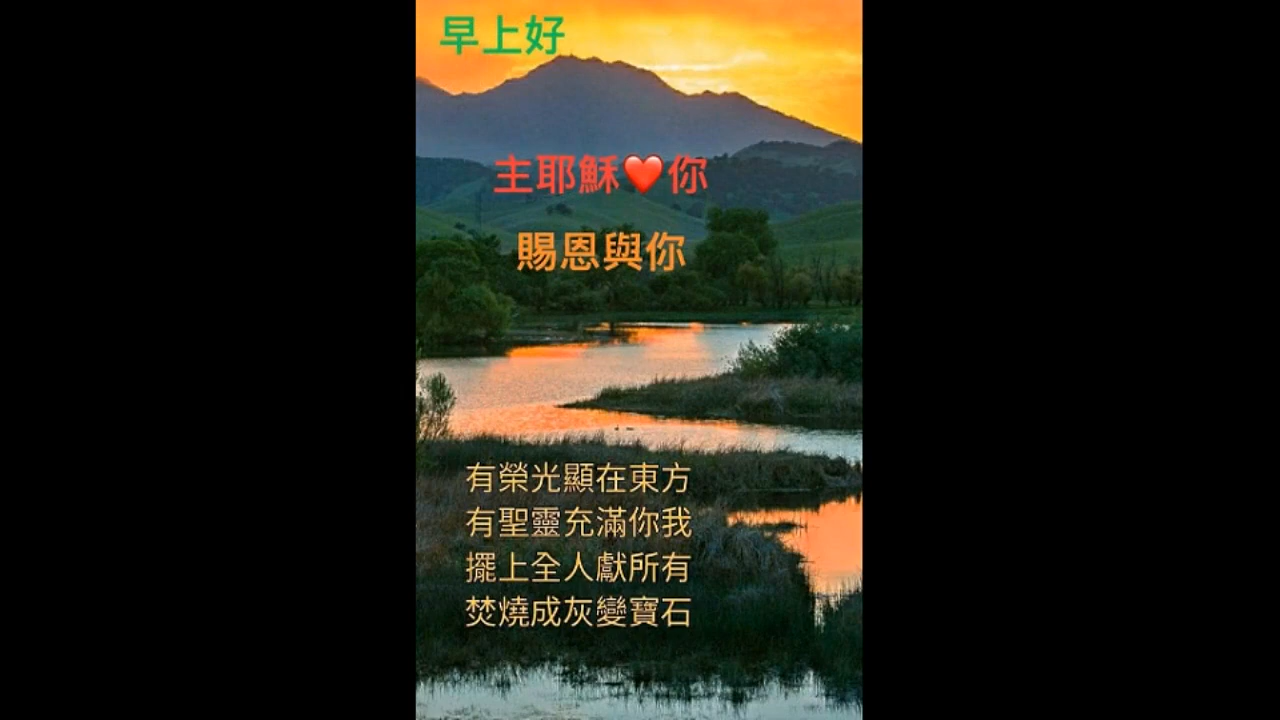 早上好
主耶穌❤️你
賜恩與你
有榮光顯在東方
有聖靈充滿你我
擺上全人獻所有
焚燒成灰變寶石